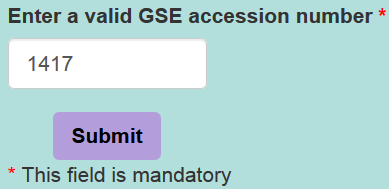 Enter a valid GSE accession number *
1417
Submit
* This field is mandatory